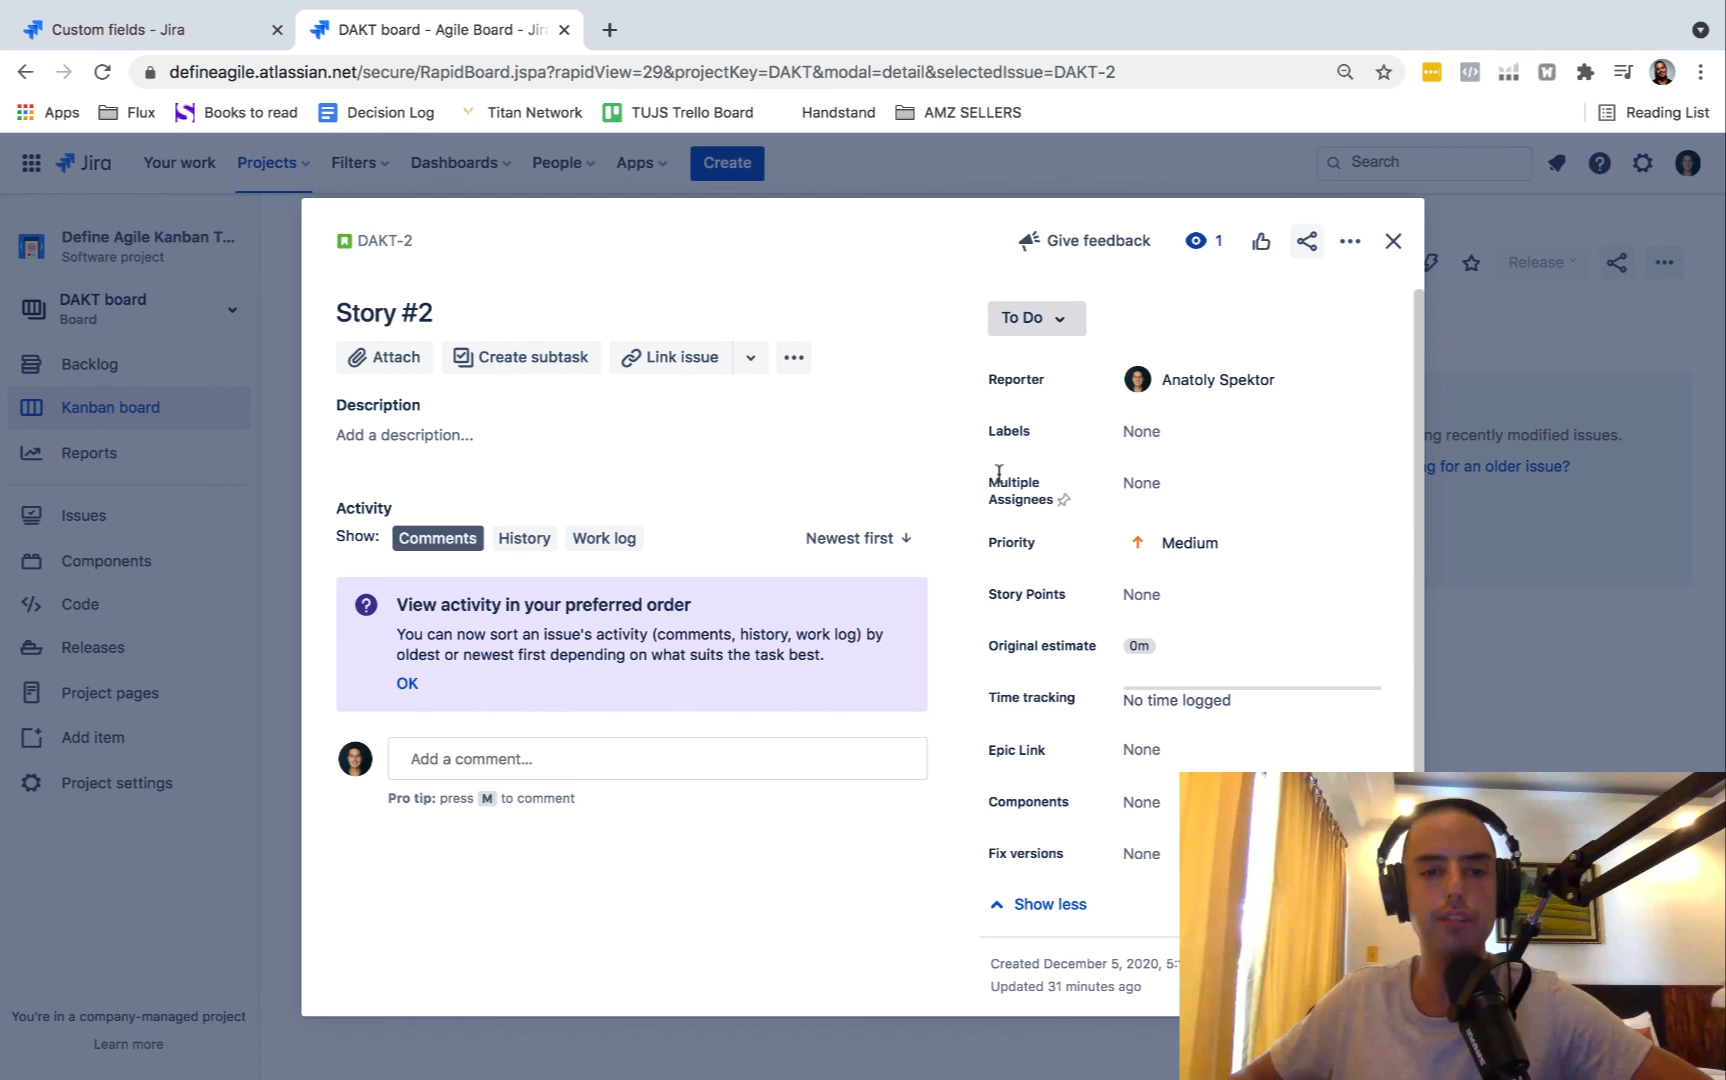 Custom fields - Jira
DAKT board - Agile Board - Jira
defineagile.atlassian.net/secure/RapidBoard.jspa?rapidView=29&projectKey=DAKT&modal=detail&selectedIssue=DAKT-2
Apps
Flux
Books to read
Decision Log
Titan Network
TUJS Trello Board
Handstand
AMZ SELLERS
Reading List
Jira
Your work
Projects
Filters
Dashboards
People
Apps
Create
Search
Define Agile Kanban T...
Software project
DAKT board
Board
Backlog
Kanban board
Reports
Issues
Components
Code
Releases
Project pages
Add item
Project settings
You're in a company-managed project
Learn more
DAKT-2
Give feedback
1
Story #2
Attach
Create subtask
Link issue
Description
Add a description...
Activity
Show:
Comments
History
Work log
Newest first
View activity in your preferred order
You can now sort an issue's activity (comments, history, work log) by
oldest or newest first depending on what suits the task best.
OK
Add a comment...
Pro tip: press M to comment
To Do
Reporter
Anatoly Spektor
Labels
None
Multiple
Assignees
None
Priority
Medium
Story Points
None
Original estimate
0m
Time tracking
No time logged
Epic Link
None
Components
None
Fix versions
None
Show less
Created December 5, 2020,
Updated 31 minutes ago
Release
ng recently modified issues.
g for an older issue?